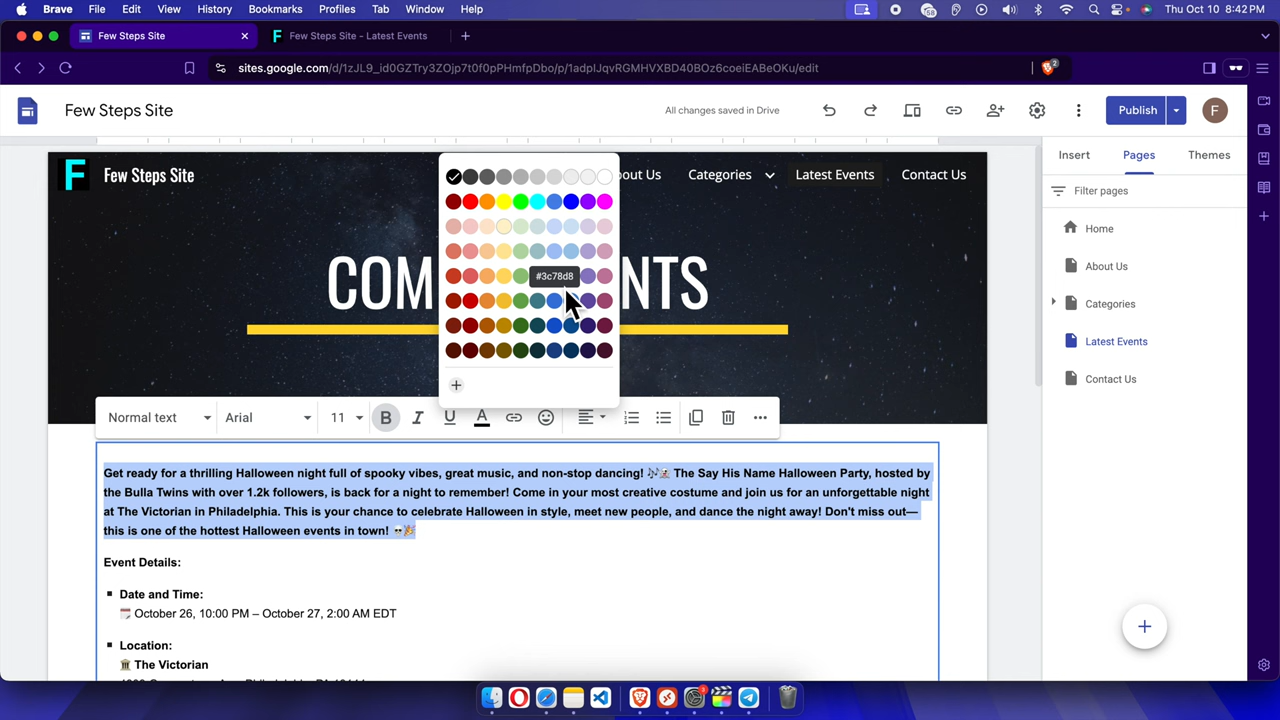 Brave File Edit View History Bookmarks Profiles Tab Window Help 58 Thu Oct 10 8:42 PM
Few Steps Site
Few Steps Site - Latest Events
sites.google.com/d/1zJL9_id0GZTry3ZOjp7t0f0pPHmfpDbo/p/1adpIJqvRGMHVXBD40BOz6coeiEABeOKu/edit 2
Few Steps Site All changes saved in Drive Publish F
F Few Steps Site out Us Categories Latest Events Contact Us
COM ENTS
#3c78d8
Normal text Arial 11 B I U A
Get ready for a thrilling Halloween night full of spooky vibes, great music, and non-stop dancing! 🎶👻 The Say His Name Halloween Party, hosted by
the Bulla Twins with over 1.2k followers, is back for a night to remember! Come in your most creative costume and join us for an unforgettable night
at The Victorian in Philadelphia. This is your chance to celebrate Halloween in style, meet new people, and dance the night away! Don't miss out—
this is one of the hottest Halloween events in town! 💀🎉
Event Details:
Date and Time:
🗓️ October 26, 10:00 PM – October 27, 2:00 AM EDT
Location:
🏛️ The Victorian
Insert Pages Themes
Filter pages
Home
About Us
Categories
Latest Events
Contact Us
3